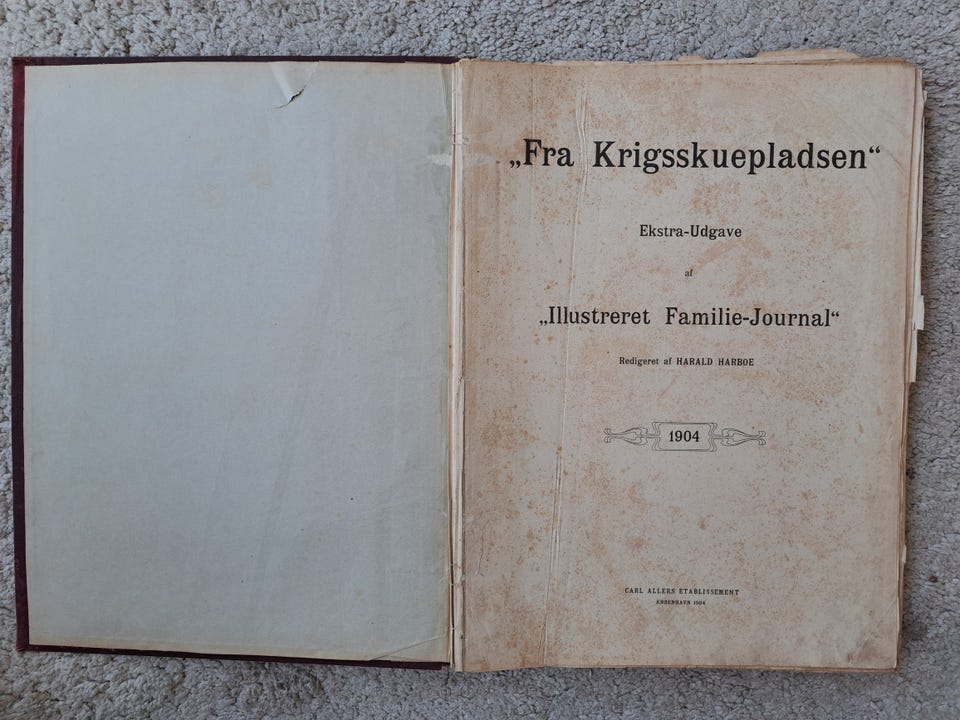 „Fra Krigsskuepladsen“
Ekstra-Udgave
af
„Illustreret Familie-Journal“
Redigeret af HARALD HARBOE
1904
CARL ALLERS ETABLISSEMENT
KØBENHAVN 1904